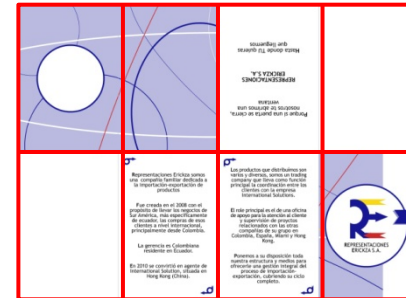 Porque si una puerta se cierra,
nosotros te abrimos una
ventana
REPRESENTACIONES
ERICKZA S.A.
REPRESENTACIONES
Hasta donde Tú quieras
que lleguemos
Representaciones Erickza somos
una compañía familiar dedicada a
la importación-exportación de
productos
Fue creada en el 2008 con el
propósito de llevar los negocios de
Sur América, más específicamente
de ecuador, las compras de esos
clientes a nivel internacional,
principalmente desde Colombia.
La gerencia es Colombiana
residente en Ecuador.
En 2010 se convirtió en agente de
International Solution, situada en
Hong Kong (China).
Los productos que distribuimos son
varios y diversos, somos un trading
company que lleva como función
principal la coordinación entre los
clientes con la empresa
International Solutions.
El role principal es el de una oficina
de apoyo para la atención al cliente
y supervisión de proyectos
relacionados con las otras
compañías de su grupo en
Colombia, España, Miami y Hong
Kong.
Ponemos a su disposición toda
nuestra estructura y medios para
ofrecerle una gestión integral del
proceso de importación-
exportación, cubriendo su ciclo
completo.
REPRESENTACIONES
ERICKZA S.A.